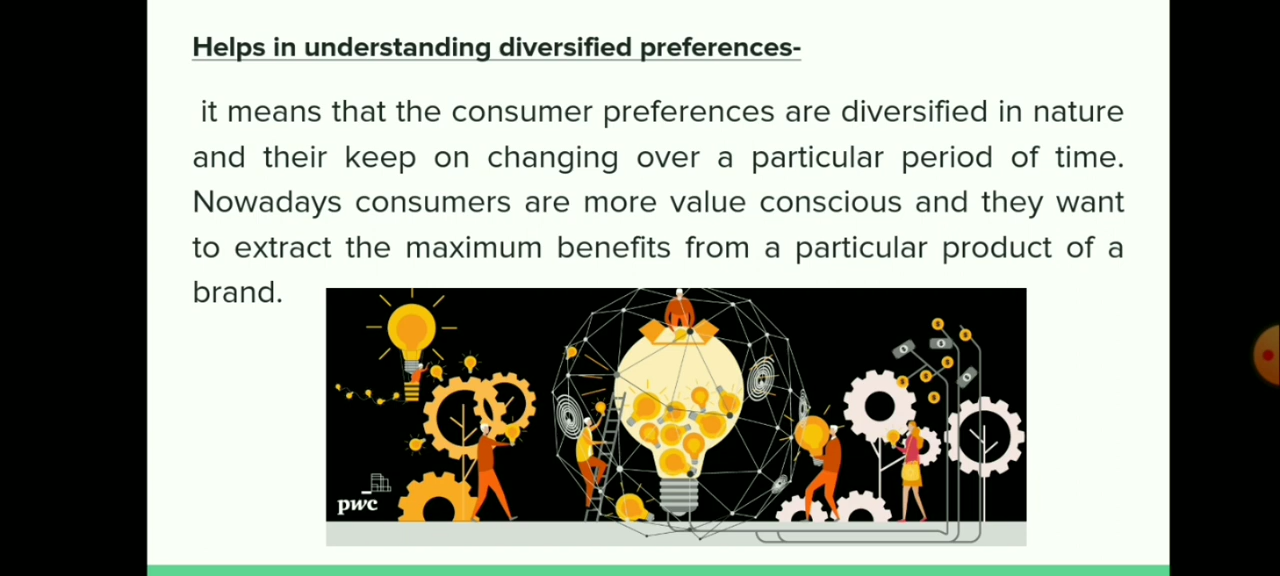 Helps in understanding diversified preferences-
it means that the consumer preferences are diversified in nature
and their keep on changing over a particular period of time.
Nowadays consumers are more value conscious and they want
to extract the maximum benefits from a particular product of a
brand.
pwc